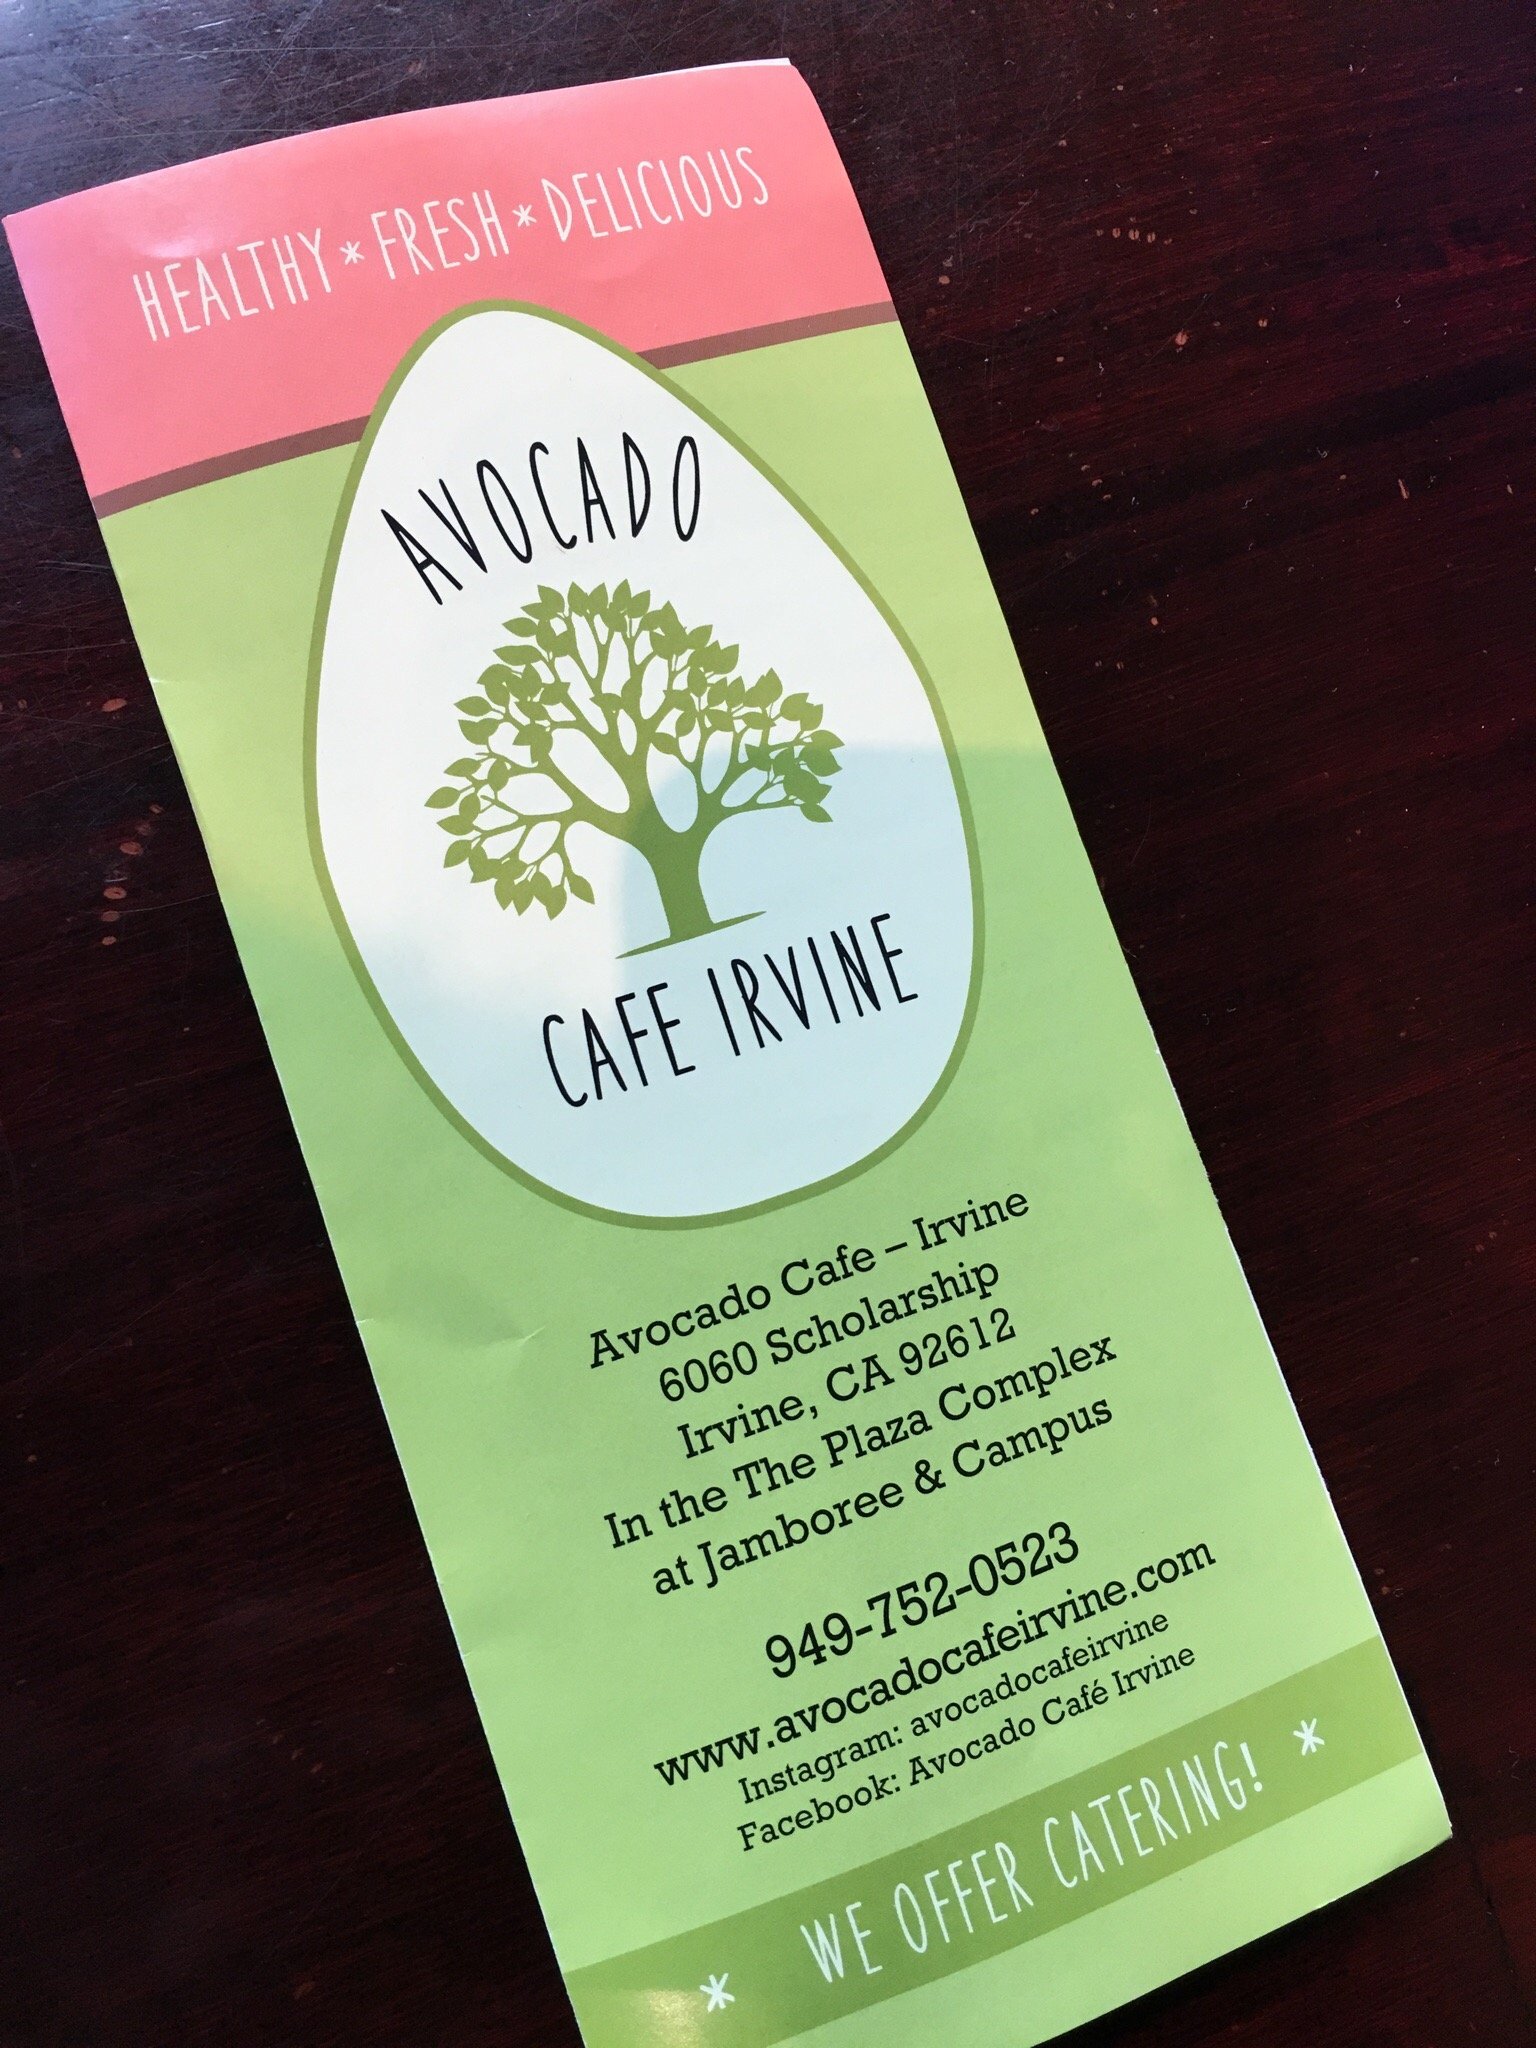 HEALTHY * FRESH * DELICIOUS
AVOCADO
CAFE IRVINE
Avocado Cafe – Irvine
6060 Scholarship
Irvine, CA 92612
In the The Plaza Complex
at Jamboree & Campus
949-752-0523
www.avocadocafeirvine.com
Instagram: avocadocafeirvine
Facebook: Avocado Café Irvine
* WE OFFER CATERING! *